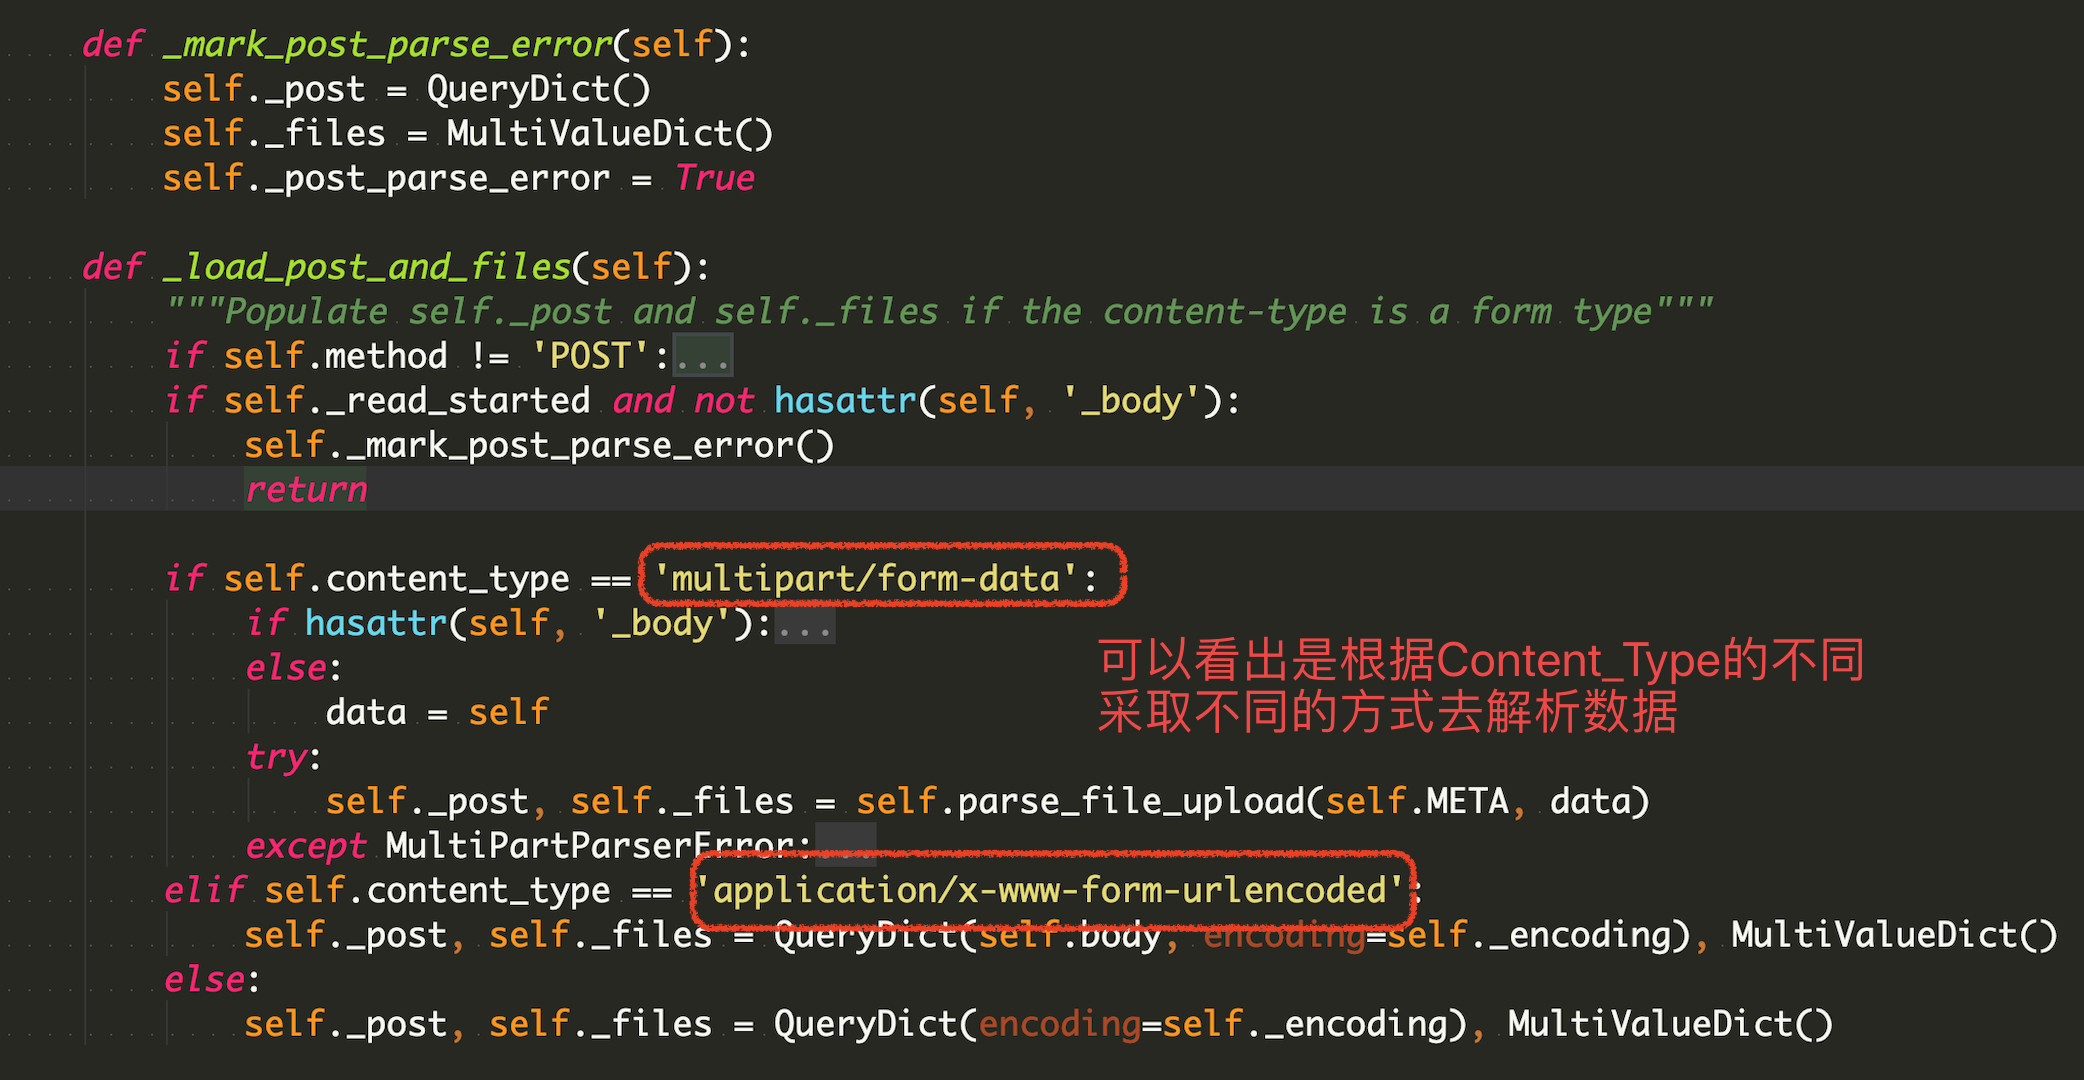 def _mark_post_parse_error(self):
self._post = QueryDict()
self._files = MultiValueDict()
self._post_parse_error = True
def _load_post_and_files(self):
"""Populate self._post and self._files if the content-type is a form type"""
if self.method != 'POST':...
if self._read_started and not hasattr(self, '_body'):
self._mark_post_parse_error()
return
if self.content_type == 'multipart/form-data':
if hasattr(self, '_body'):...
else:
data = self
try:
self._post, self._files = self.parse_file_upload(self.META, data)
except MultiPartParserError:...
elif self.content_type == 'application/x-www-form-urlencoded':
self._post, self._files = QueryDict(self.body, encoding=self._encoding), MultiValueDict()
else:
self._post, self._files = QueryDict(encoding=self._encoding), MultiValueDict()
可以看出是根据Content_Type的不同
采取不同的方式去解析数据